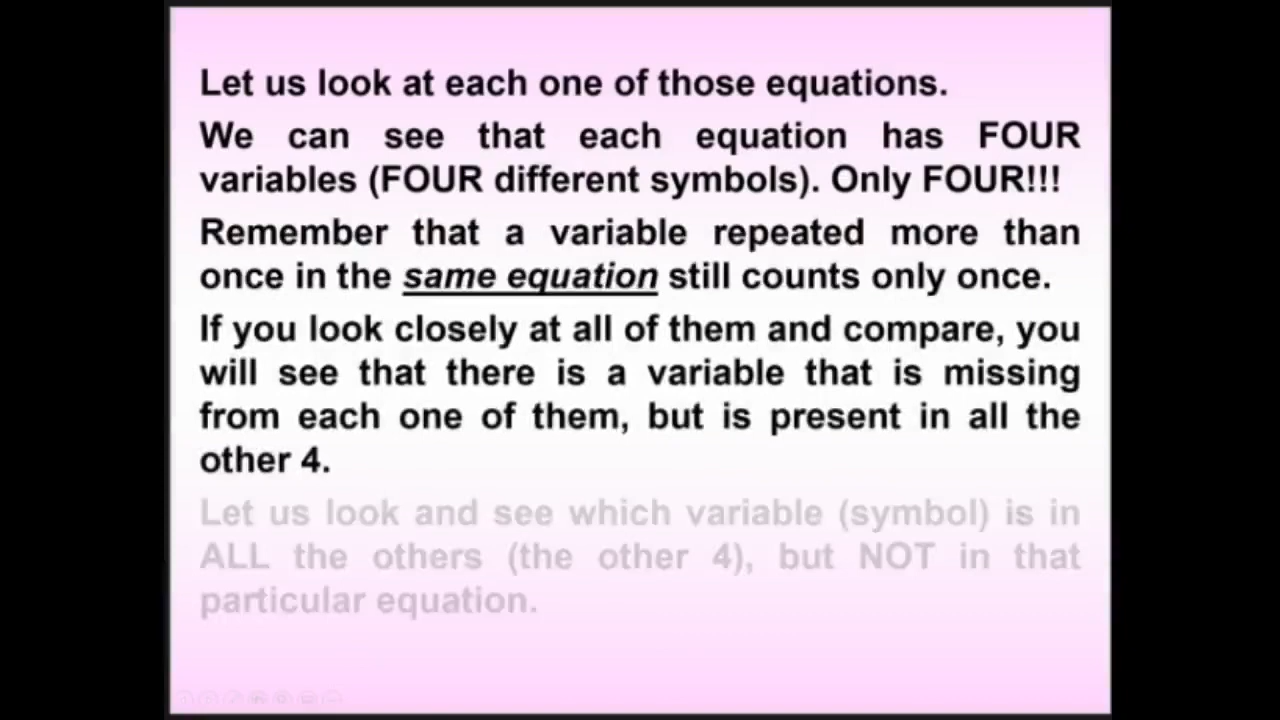 Let us look at each one of those equations.
We can see that each equation has FOUR
variables (FOUR different symbols). Only FOUR!!!
Remember that a variable repeated more than
once in the same equation still counts only once.
If you look closely at all of them and compare, you
will see that there is a variable that is missing
from each one of them, but is present in all the
other 4.
Let us look and see which variable (symbol) is in
ALL the others (the other 4), but NOT in that
particular equation.